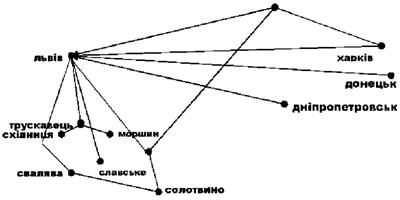 львів
харків
донецьк
дніпропетровськ
трускавець
східниця
моршин
свалява
славське
солотвино